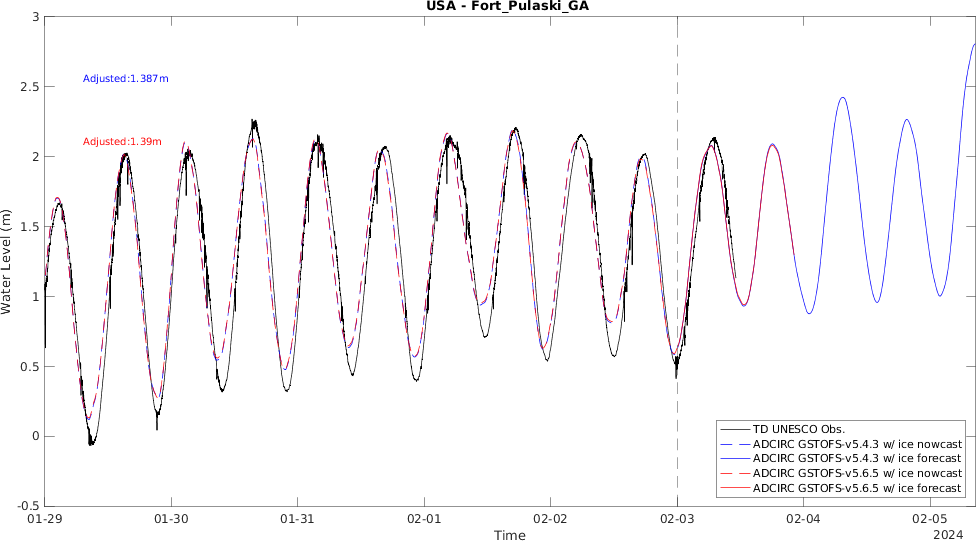 USA - Fort_Pulaski_GA
3
2.5
2
1.5
1
0.5
0
-0.5
Water Level (m)
Adjusted:1.387m
Adjusted:1.39m
TD UNESCO Obs.
ADCIRC GSTOFS-v5.4.3 w/ ice nowcast
ADCIRC GSTOFS-v5.4.3 w/ ice forecast
ADCIRC GSTOFS-v5.6.5 w/ ice nowcast
ADCIRC GSTOFS-v5.6.5 w/ ice forecast
01-29 01-30 01-31 02-01 02-02 02-03 02-04 02-05
Time
2024